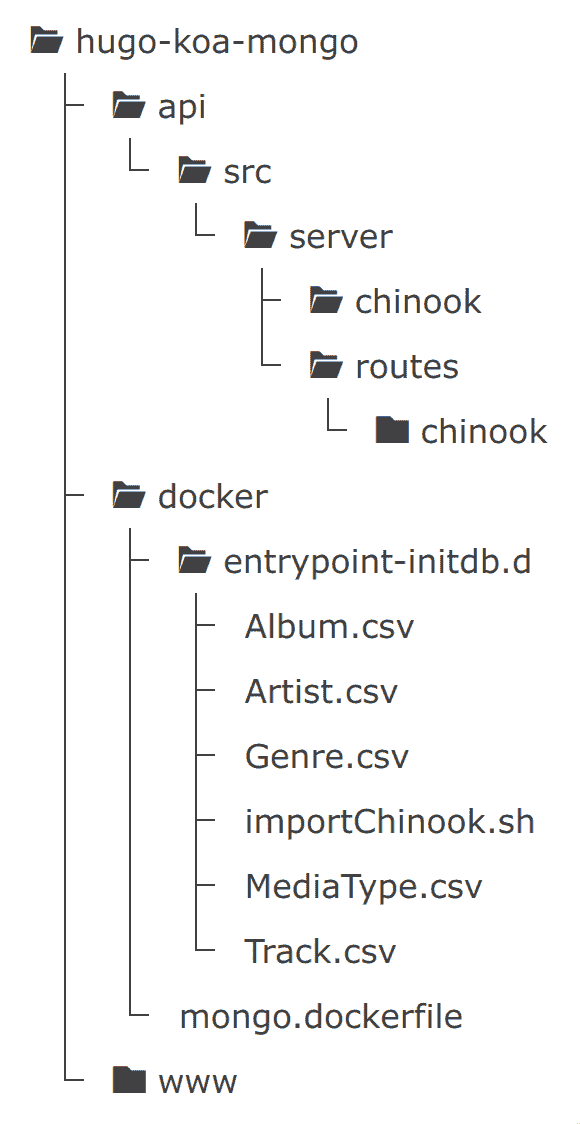 hugo-koa-mongo
api
src
server
chinook
routes
chinook
docker
entrypoint-initdb.d
Album.csv
Artist.csv
Genre.csv
importChinook.sh
MediaType.csv
Track.csv
mongo.dockerfile
www